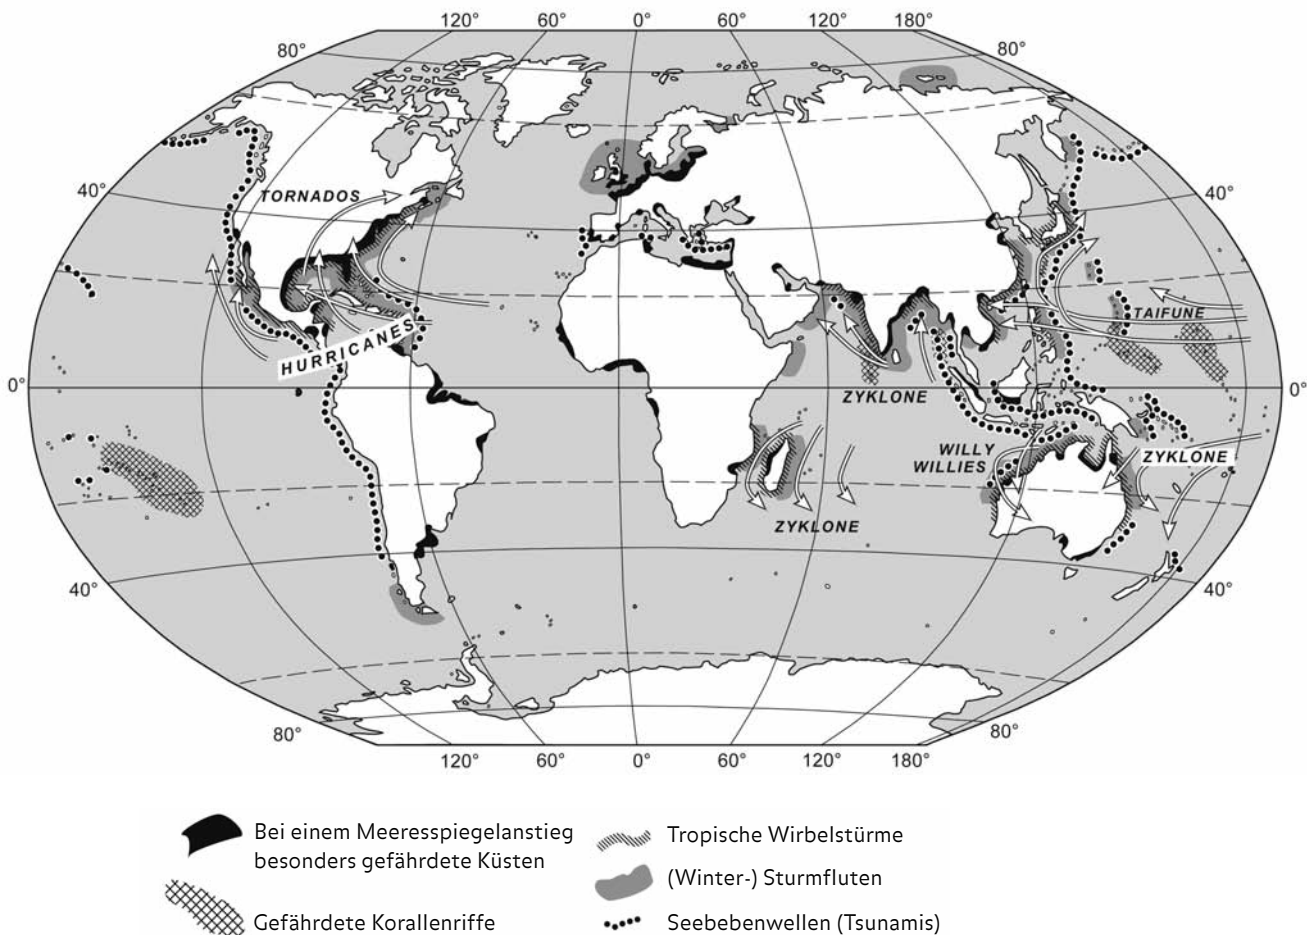 120° 60° 0° 60° 120° 180°
80° 80°
40° 40°
TORNADOS
TAIFUNE
HURRICANES
0° 0°
ZYKLONE
WILLY
WILLIES
ZYKLONE
ZYKLONE
40° 40°
80° 80°
120° 60° 0° 60° 120° 180°
Bei einem Meeresspiegelanstieg
besonders gefährdete Küsten
Gefährdete Korallenriffe
Tropische Wirbelstürme
(Winter-) Sturmfluten
Seebebenwellen (Tsunamis)